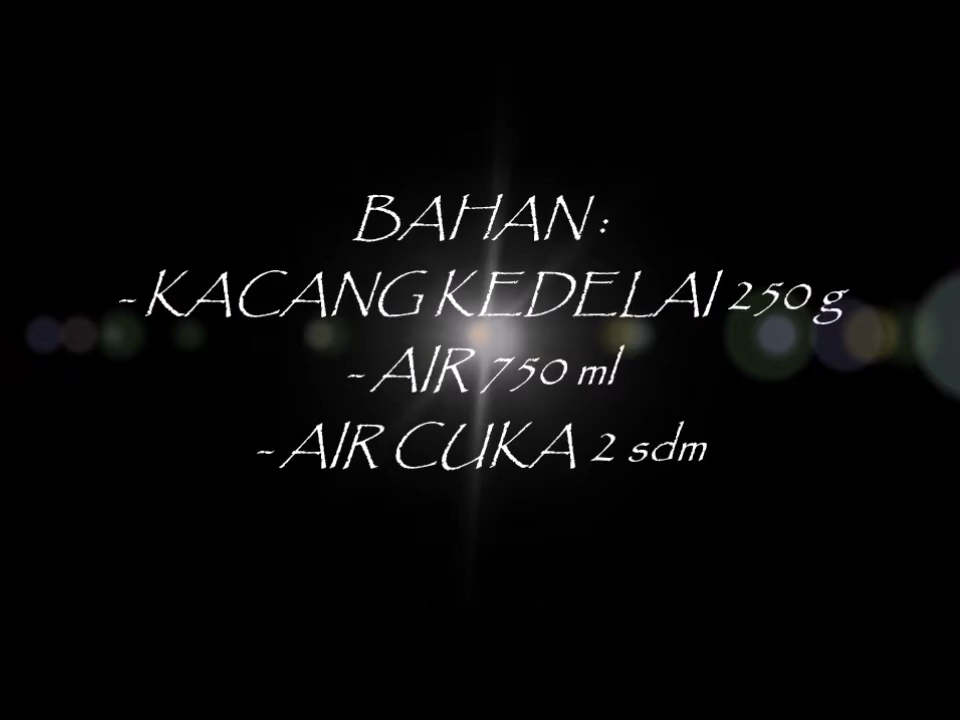 BAHAN :
- KACANG KEDELAI 250 g
- AIR 750 ml
- AIR CUKA 2 sdm